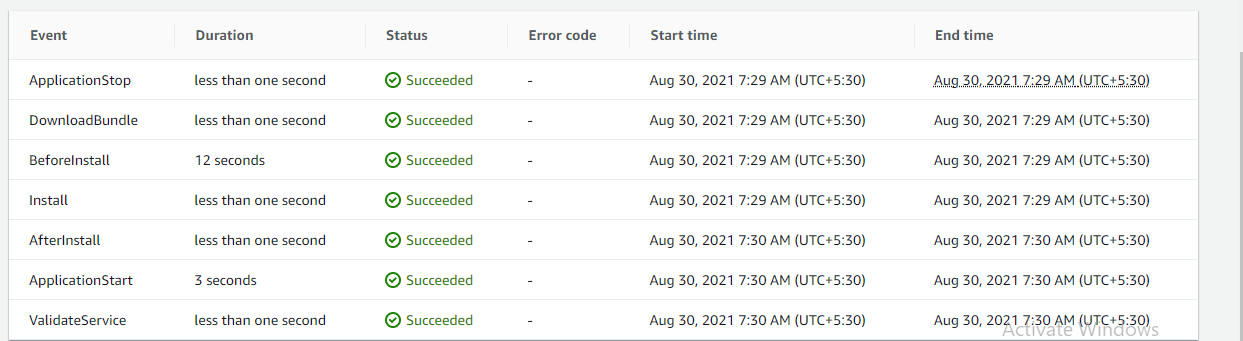 Event Duration Status Error code Start time End time
ApplicationStop less than one second Succeeded - Aug 30, 2021 7:29 AM (UTC+5:30) Aug 30, 2021 7:29 AM (UTC+5:30)
DownloadBundle less than one second Succeeded - Aug 30, 2021 7:29 AM (UTC+5:30) Aug 30, 2021 7:29 AM (UTC+5:30)
BeforeInstall 12 seconds Succeeded - Aug 30, 2021 7:29 AM (UTC+5:30) Aug 30, 2021 7:29 AM (UTC+5:30)
Install less than one second Succeeded - Aug 30, 2021 7:29 AM (UTC+5:30) Aug 30, 2021 7:29 AM (UTC+5:30)
AfterInstall less than one second Succeeded - Aug 30, 2021 7:30 AM (UTC+5:30) Aug 30, 2021 7:30 AM (UTC+5:30)
ApplicationStart 3 seconds Succeeded - Aug 30, 2021 7:30 AM (UTC+5:30) Aug 30, 2021 7:30 AM (UTC+5:30)
ValidateService less than one second Succeeded - Aug 30, 2021 7:30 AM (UTC+5:30) Aug 30, 2021 7:30 AM (UTC+5:30)
Activate Windows